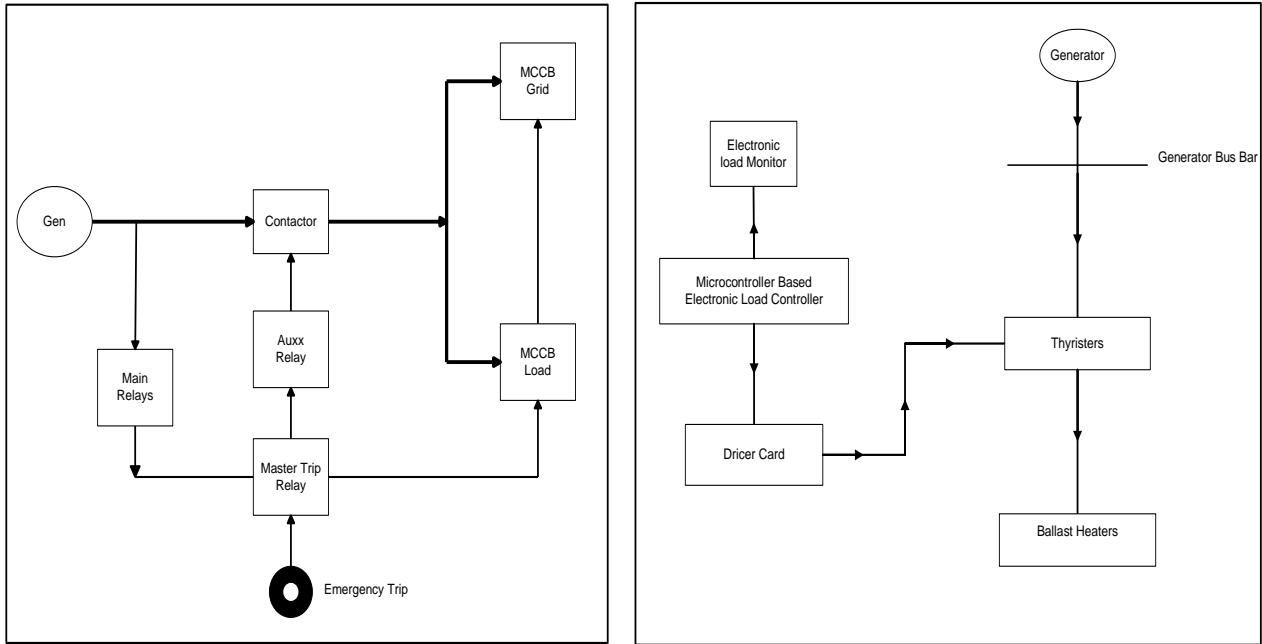 MCCB
Grid
Gen
Contactor
Auxx
Relay
MCCB
Load
Main
Relays
Master Trip
Relay
Emergency Trip
Generator
Electronic
load Monitor
Generator Bus Bar
Microcontroller Based
Electronic Load Controller
Thyristers
Dricer Card
Ballast Heaters